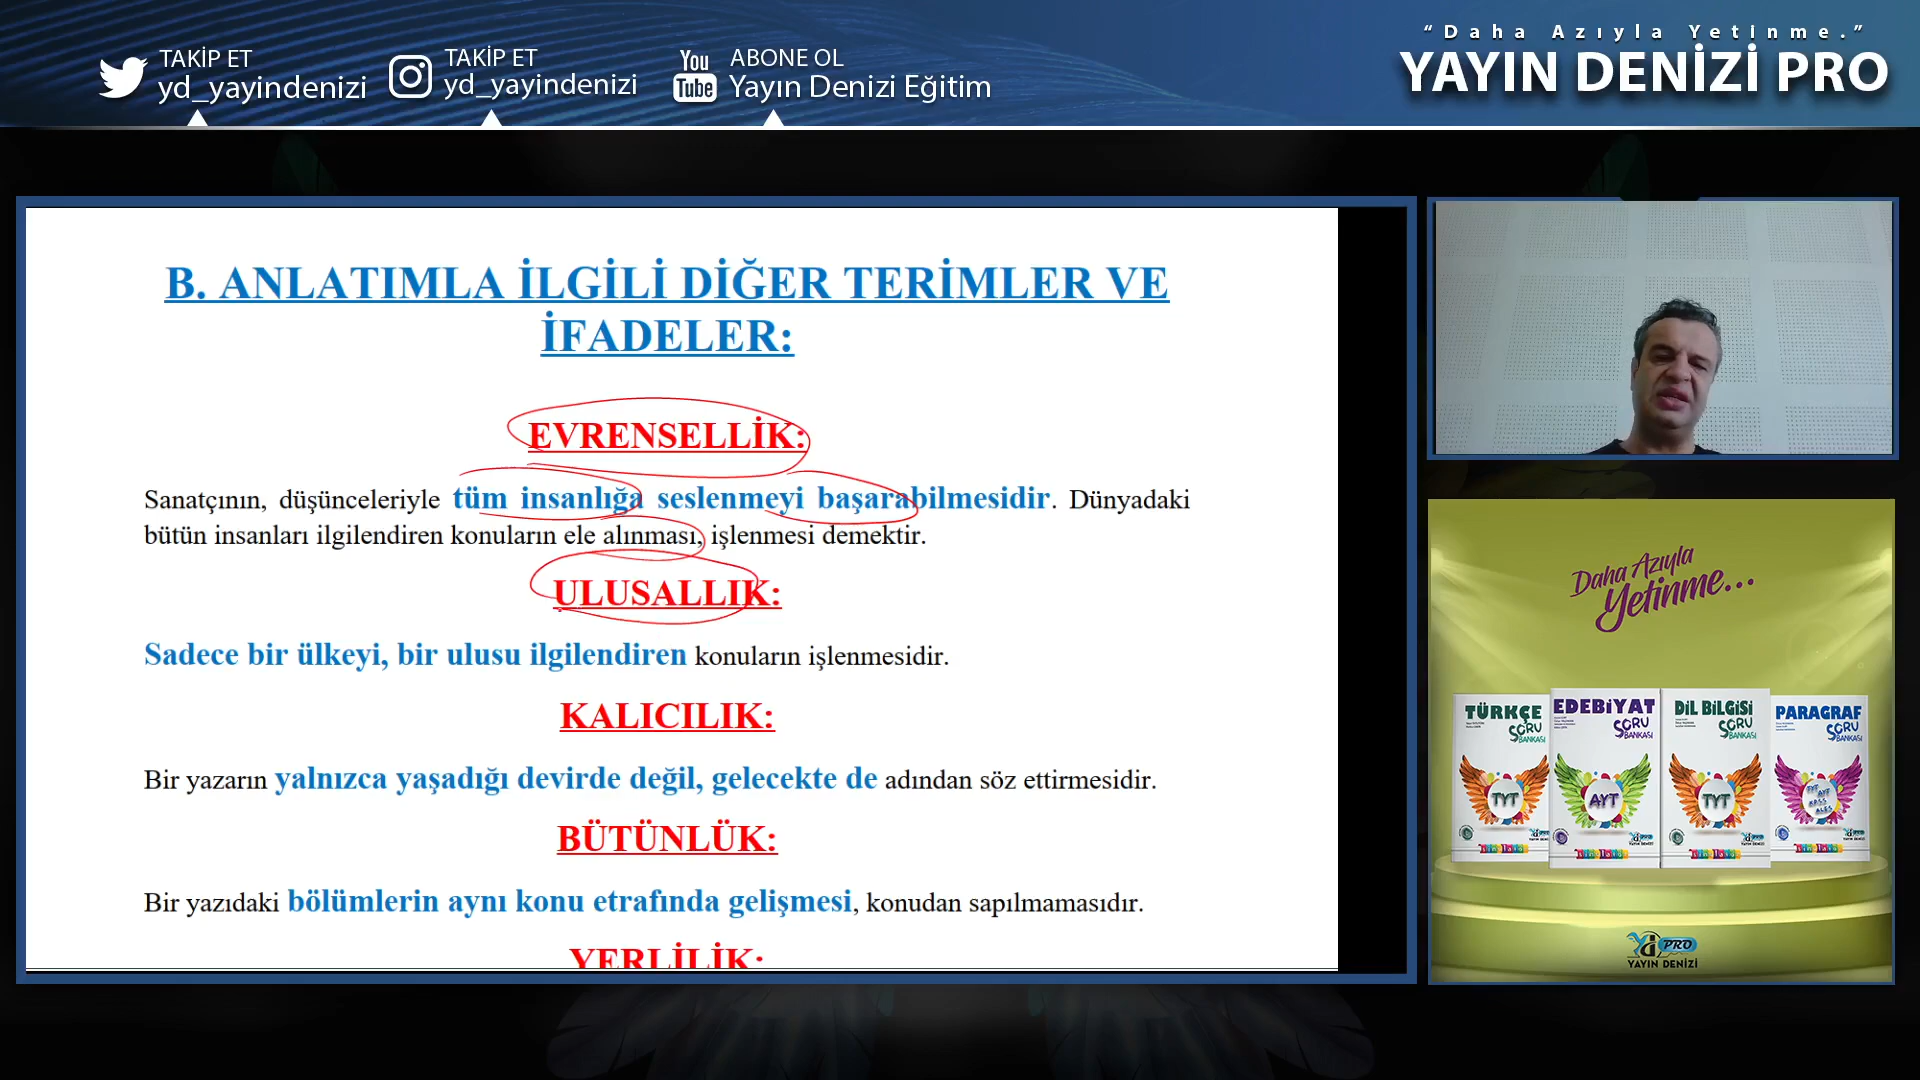 TAKİP ET
yd_yayindenizi
TAKİP ET
yd_yayindenizi
You
Tube
ABONE OL
Yayın Denizi Eğitim
“Daha Azıyla Yetinme.”
YAYIN DENİZİ PRO
B. ANLATIMLA İLGİLİ DİĞER TERİMLER VE
İFADELER:
EVRENSELLİK:
Sanatçının, düşünceleriyle tüm insanlığa seslenmeyi başarabilmesidir. Dünyadaki
bütün insanları ilgilendiren konuların ele alınması, işlenmesi demektir.
ULUSALLIK:
Sadece bir ülkeyi, bir ulusu ilgilendiren konuların işlenmesidir.
KALICILIK:
Bir yazarın yalnızca yaşadığı devirde değil, gelecekte de adından söz ettirmesidir.
BÜTÜNLÜK:
Bir yazıdaki bölümlerin aynı konu etrafında gelişmesi, konudan sapılmamasıdır.
YERLİLİK:
Daha Azıyla
Yetinme...
TÜRKÇE
SORU
BANKASI
TYT
EDEBİYAT
SORU
BANKASI
AYT
DİL BİLGİSİ
SORU
BANKASI
TYT
PARAGRAF
SORU
BANKASI
PRO
YAYIN DENİZİ